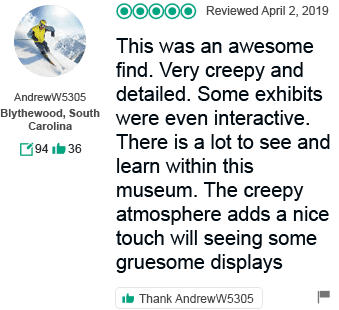 Reviewed April 2, 2019
This was an awesome
find. Very creepy and
detailed. Some exhibits
were even interactive.
There is a lot to see and
learn within this
museum. The creepy
atmosphere adds a nice
touch will seeing some
gruesome displays
AndrewW5305
Blythewood, South
Carolina
94 36
Thank AndrewW5305